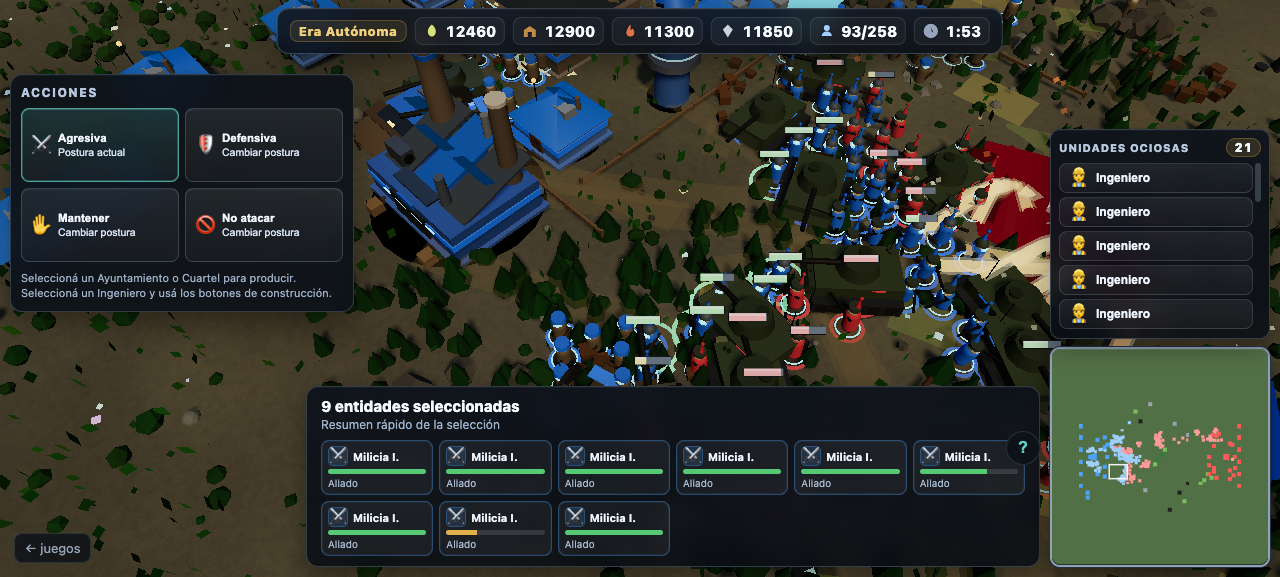 Era Autónoma 12460 12900 11300 11850 93/258 1:53
ACCIONES
Agresiva
Postura actual
Defensiva
Cambiar postura
Mantener
Cambiar postura
No atacar
Cambiar postura
Seleccioná un Ayuntamiento o Cuartel para producir.
Seleccioná un Ingeniero y usá los botones de construcción.
UNIDADES OCIOSAS 21
Ingeniero
Ingeniero
Ingeniero
Ingeniero
Ingeniero
9 entidades seleccionadas
Resumen rápido de la selección
?
Milicia I.
Aliado
Milicia I.
Aliado
Milicia I.
Aliado
Milicia I.
Aliado
Milicia I.
Aliado
Milicia I.
Aliado
Milicia I.
Aliado
Milicia I.
Aliado
Milicia I.
Aliado
← juegos